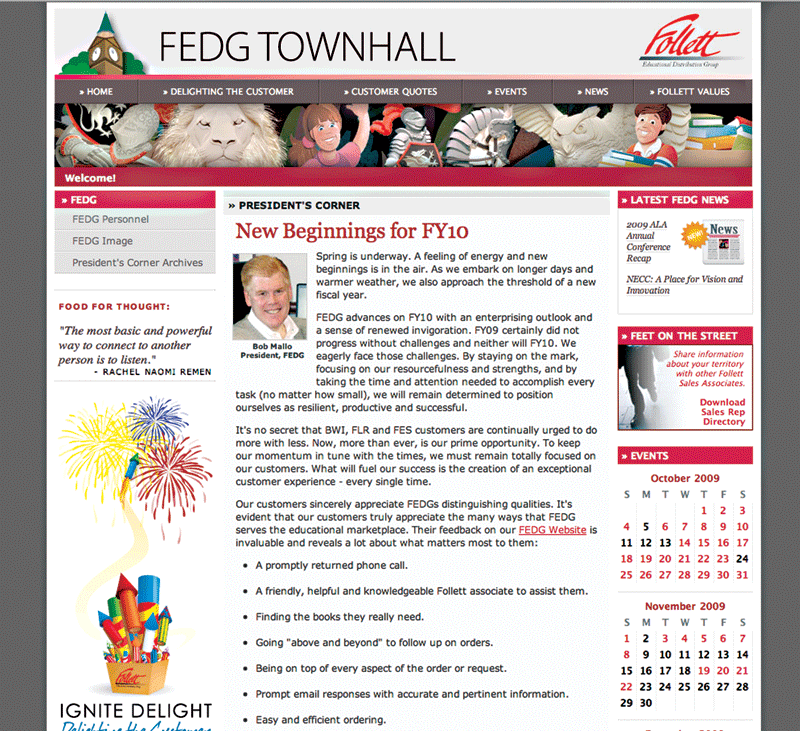 FEDG TOWNHALL
Follett
Educational Distribution Group
» HOME
» DELIGHTING THE CUSTOMER
» CUSTOMER QUOTES
» EVENTS
» NEWS
» FOLLETT VALUES
Welcome!
» FEDG
FEDG Personnel
FEDG Image
President's Corner Archives
FOOD FOR THOUGHT:
"The most basic and powerful
way to connect to another
person is to listen."
- RACHEL NAOMI REMEN
Follett
IGNITE DELIGHT
Delighting the Customer
» PRESIDENT'S CORNER
New Beginnings for FY10
Bob Mallo
President, FEDG
Spring is underway. A feeling of energy and new
beginnings is in the air. As we embark on longer days and
warmer weather, we also approach the threshold of a new
fiscal year.
FEDG advances on FY10 with an enterprising outlook and
a sense of renewed invigoration. FY09 certainly did not
progress without challenges and neither will FY10. We
eagerly face those challenges. By staying on the mark,
focusing on our resourcefulness and strengths, and by
taking the time and attention needed to accomplish every
task (no matter how small), we will remain determined to position
ourselves as resilient, productive and successful.
It's no secret that BWI, FLR and FES customers are continually urged to do
more with less. Now, more than ever, is our prime opportunity. To keep
our momentum in tune with the times, we must remain totally focused on
our customers. What will fuel our success is the creation of an exceptional
customer experience - every single time.
Our customers sincerely appreciate FEDGs distinguishing qualities. It's
evident that our customers truly appreciate the many ways that FEDG
serves the educational marketplace. Their feedback on our FEDG Website is
invaluable and reveals a lot about what matters most to them:
• A promptly returned phone call.
• A friendly, helpful and knowledgeable Follett associate to assist them.
• Finding the books they really need.
• Going "above and beyond" to follow up on orders.
• Being on top of every aspect of the order or request.
• Prompt email responses with accurate and pertinent information.
• Easy and efficient ordering.
» LATEST FEDG NEWS
2009 ALA
Annual
Conference
Recap
NEW
News
NECC: A Place for Vision and
Innovation
» FEET ON THE STREET
Share information
about your territory
with other Follett
Sales Associates.
Download
Sales Rep
Directory
» EVENTS
October 2009
S M T W T F S
1 2 3
4 5 6 7 8 9 10
11 12 13 14 15 16 17
18 19 20 21 22 23 24
25 26 27 28 29 30 31
November 2009
S M T W T F S
1 2 3 4 5 6 7
8 9 10 11 12 13 14
15 16 17 18 19 20 21
22 23 24 25 26 27 28
29 30